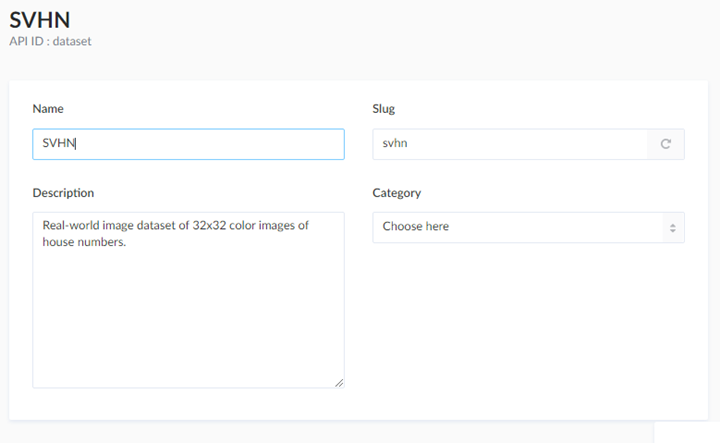 SVHN
API ID : dataset
Name
Slug
SVHN
svhn
Description
Category
Real-world image dataset of 32x32 color images of
house numbers.
Choose here